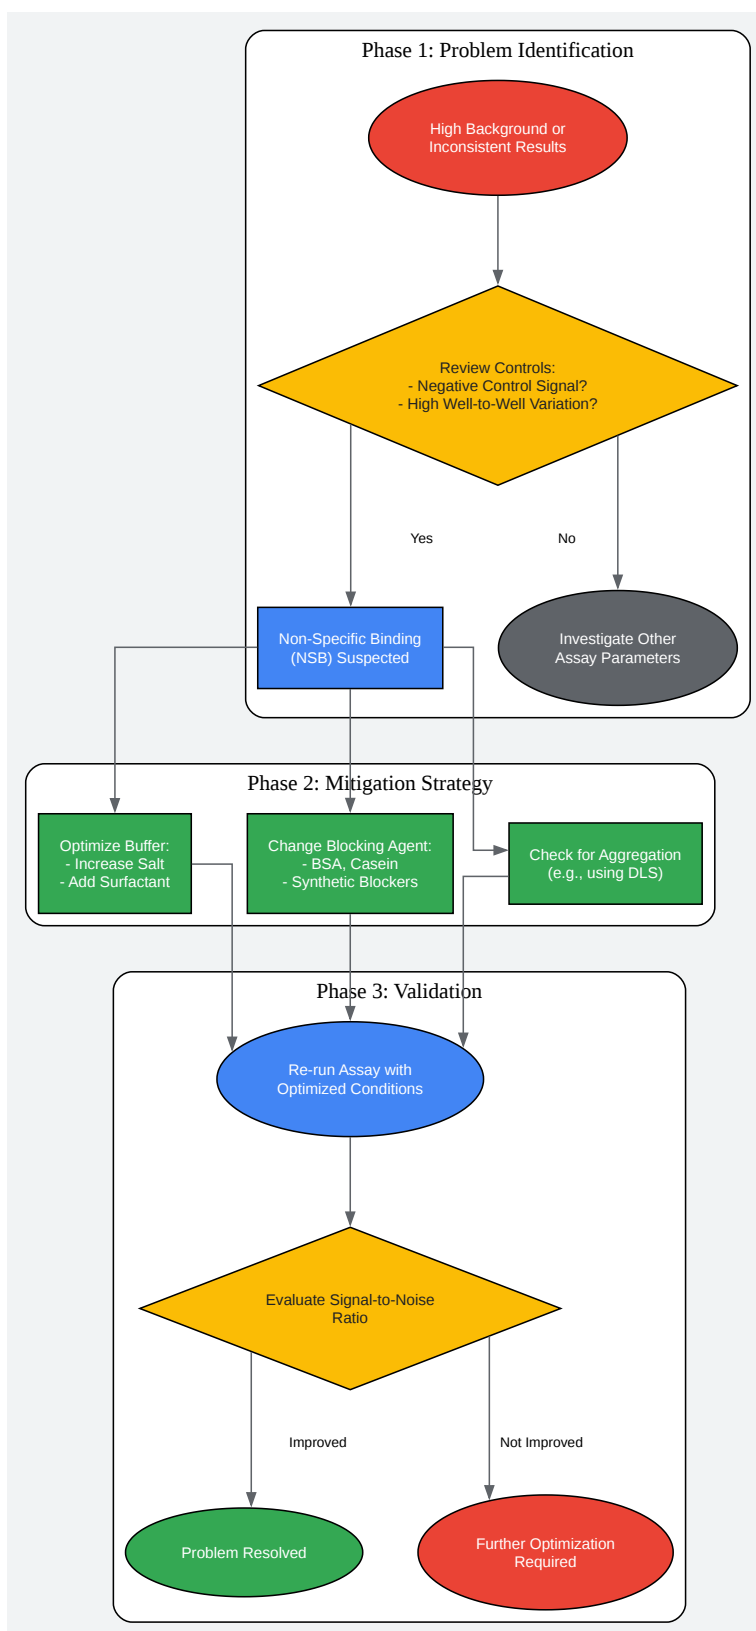 Phase 1: Problem Identification
High Background or
Inconsistent Results
Review Controls:
- Negative Control Signal?
- High Well-to-Well Variation?
Yes
No
Non-Specific Binding
(NSB) Suspected
Investigate Other
Assay Parameters
Phase 2: Mitigation Strategy
Optimize Buffer:
- Increase Salt
- Add Surfactant
Change Blocking Agent:
- BSA, Casein
- Synthetic Blockers
Check for Aggregation
(e.g., using DLS)
Phase 3: Validation
Re-run Assay with
Optimized Conditions
Evaluate Signal-to-Noise
Ratio
Improved
Not Improved
Problem Resolved
Further Optimization
Required